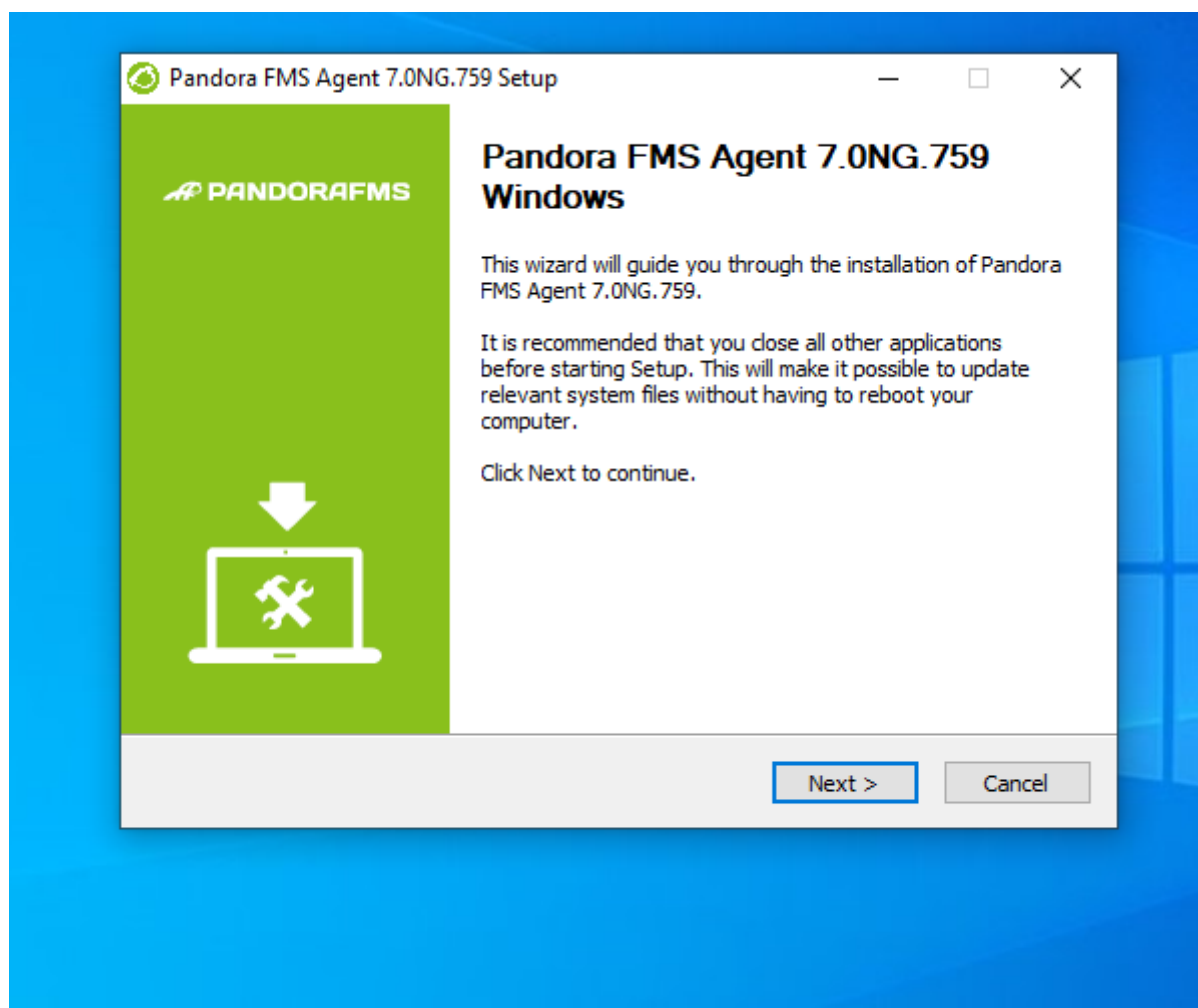 Pandora FMS Agent 7.0NG.759 Setup
PANDORAFMS
Pandora FMS Agent 7.0NG.759
Windows
This wizard will guide you through the installation of Pandora
FMS Agent 7.0NG.759.
It is recommended that you close all other applications
before starting Setup. This will make it possible to update
relevant system files without having to reboot your
computer.
Click Next to continue.
Next >
Cancel